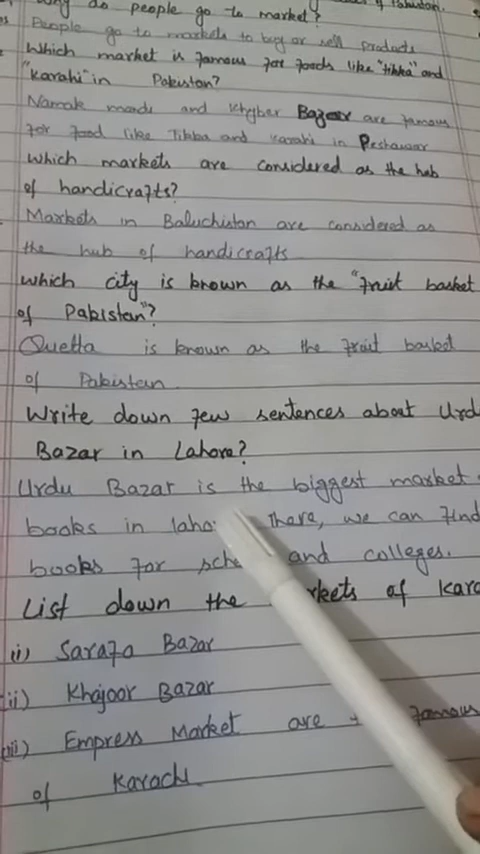 Why do people go to market?
People go to markets to buy or sell products
Which market is famous for foods like "tikka" and
"karahi" in Pakistan?
Namak mandi and Khyber Bazaar are famous
for food like Tikka and karahi in Peshawar
Which markets are considered as the hub
of handicrafts?
Markets in Baluchistan are considered as
the hub of handicrafts
which city is known as the "fruit basket
of Pakistan"?
Quetta is known as the fruit basket
of Pakistan
Write down few sentences about Urd
Bazar in Lahore?
Urdu Bazar is the biggest market
books in laho There, we can find
books for sch and colleges.
List down the rkets of Kara
i) Sarafa Bazar
ii) Khajoor Bazar
iii) Empress Market are famous
of Karachi